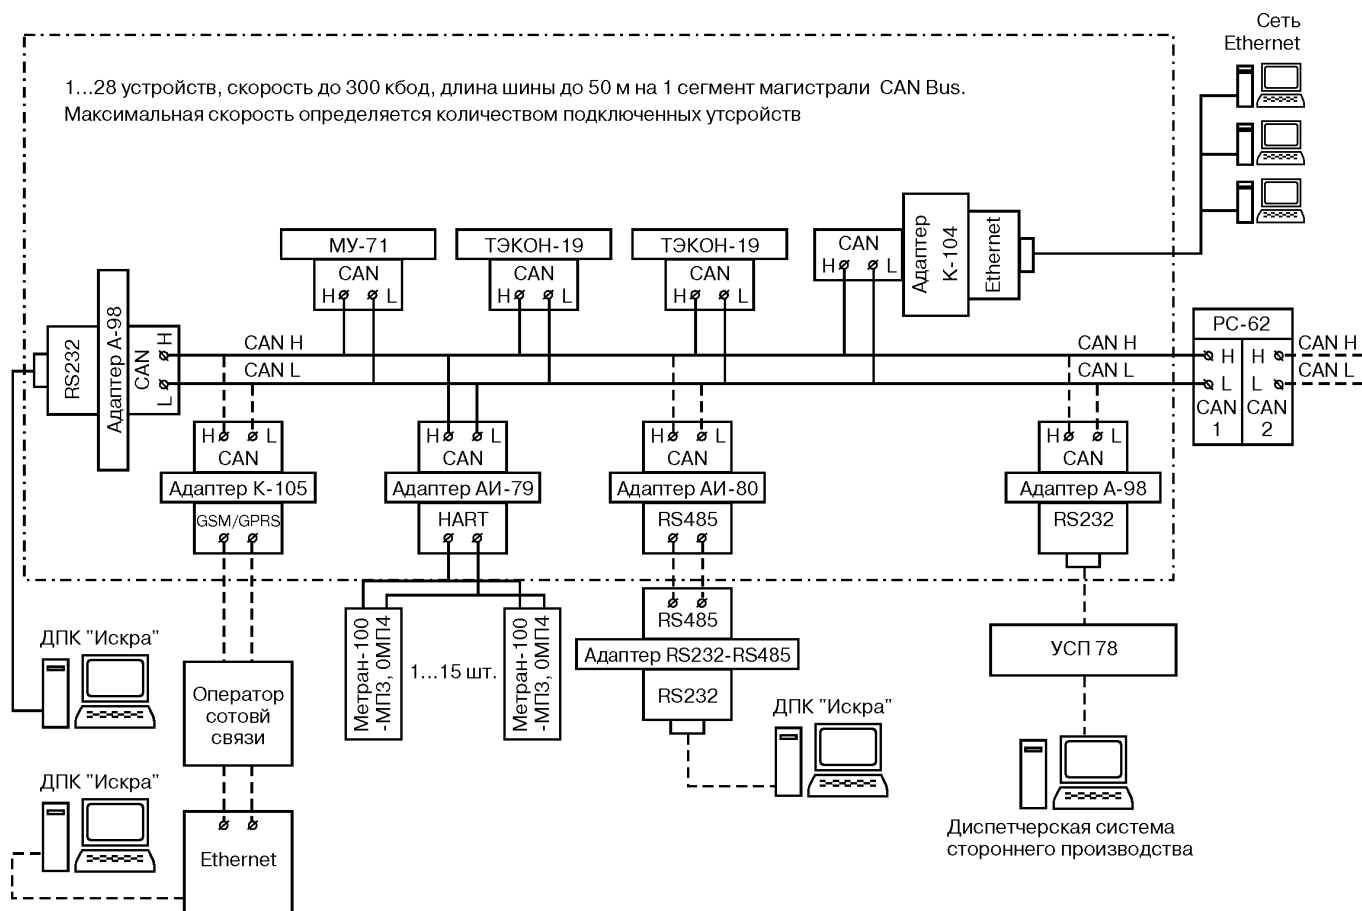 Сеть
Ethernet
1...28 устройств, скорость до 300 кбод, длина шины до 50 м на 1 сегмент магистрали CAN Bus.
Максимальная скорость определяется количеством подключенных утсройств
МУ-71
CAN
H L
ТЭКОН-19
CAN
H L
ТЭКОН-19
CAN
H L
CAN
H L
Адаптер
К-104
Ethernet
RS232
Адаптер А-98
CAN
H
L
CAN H
CAN L
CAN H
CAN L
РС-62
H
L
CAN
1
H
L
CAN
2
CAN H
CAN L
H L
CAN
Адаптер К-105
GSM/GPRS
H L
CAN
Адаптер АИ-79
HART
H L
CAN
Адаптер АИ-80
RS485
H L
CAN
Адаптер А-98
RS232
Метран-100
-МП3, 0МП4
1...15 шт.
Метран-100
-МП3, 0МП4
RS485
Адаптер RS232-RS485
RS232
УСП 78
ДПК "Искра"
Оператор
сотовй
связи
ДПК "Искра"
ДПК "Искра"
Ethernet
Диспетчерская система
стороннего производства